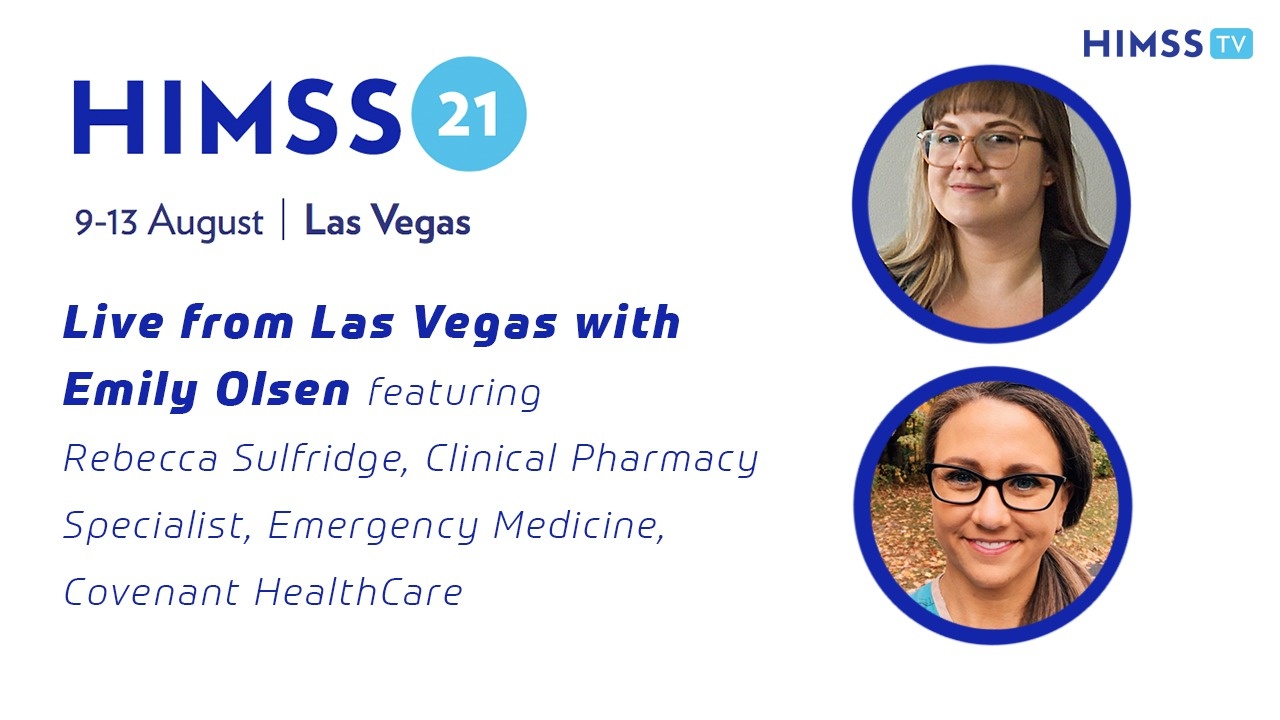 HIMSS TV
HIMSS 21
9-13 August | Las Vegas
Live from Las Vegas with
Emily Olsen featuring
Rebecca Sulfridge, Clinical Pharmacy
Specialist, Emergency Medicine,
Covenant HealthCare